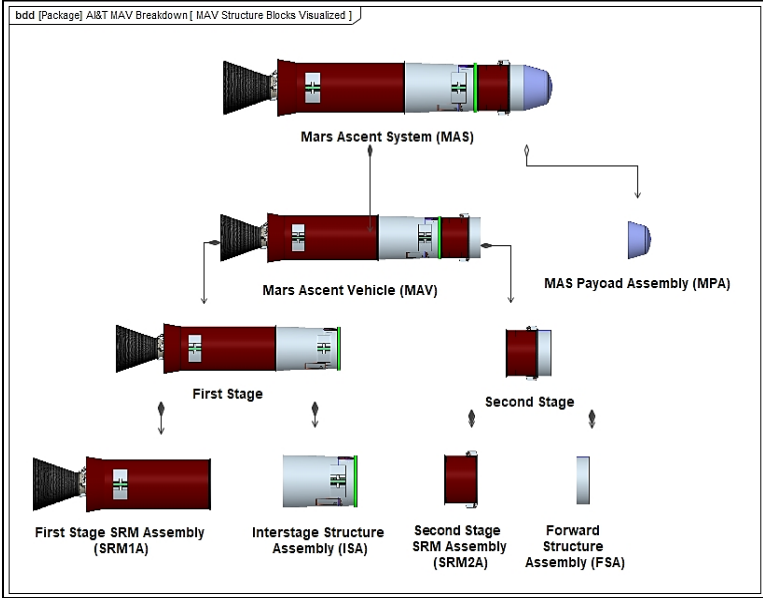 bdd [Package] AI&T MAV Breakdown [ MAV Structure Blocks Visualized ]
Mars Ascent System (MAS)
Mars Ascent Vehicle (MAV)
MAS Payoad Assembly (MPA)
First Stage
Second Stage
First Stage SRM Assembly
(SRM1A)
Interstage Structure
Assembly (ISA)
Second Stage
SRM Assembly
(SRM2A)
Forward
Structure
Assembly (FSA)